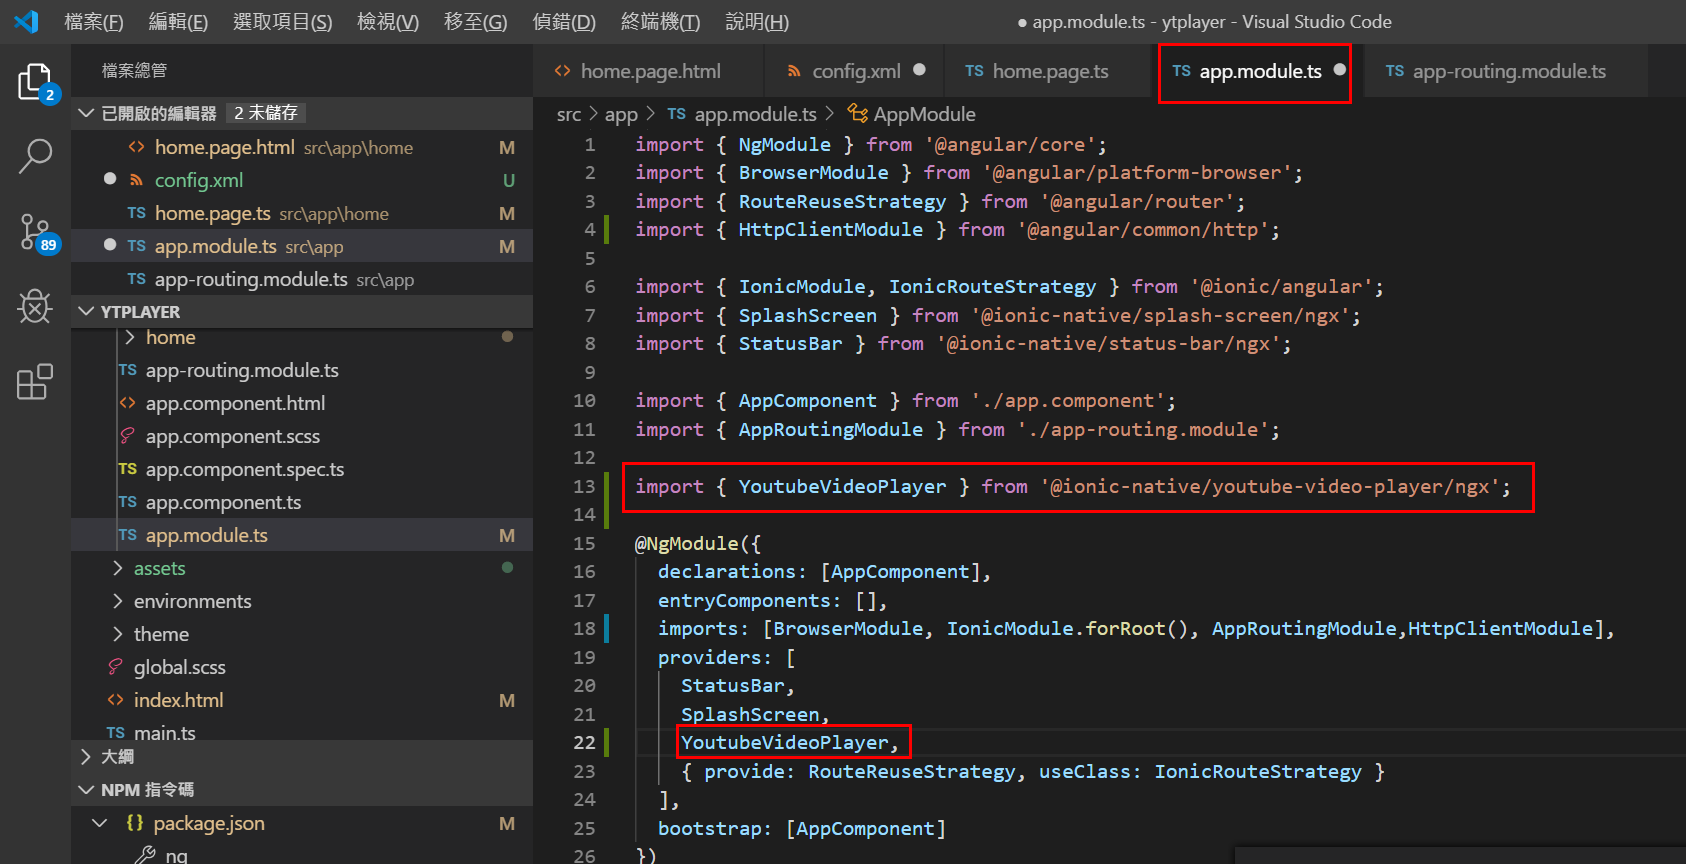 檔案(F) 編輯(E) 選取項目(S) 檢視(V) 移至(G) 偵錯(D) 終端機(T) 說明(H) ● app.module.ts - ytplayer - Visual Studio Code
檔案總管
2
89
已開啟的編輯器 2 未儲存
home.page.html src\app\home M
config.xml U
home.page.ts src\app\home M
app.module.ts src\app M
app-routing.module.ts src\app
YTPLAYER
home
app-routing.module.ts
app.component.html
app.component.scss
app.component.spec.ts
app.component.ts
app.module.ts M
assets
environments
theme
global.scss
index.html M
main.ts
大綱
NPM 指令碼
package.json M
ng
home.page.html config.xml TS home.page.ts TS app.module.ts TS app-routing.module.ts
src > app > TS app.module.ts > AppModule
1 import { NgModule } from '@angular/core';
2 import { BrowserModule } from '@angular/platform-browser';
3 import { RouteReuseStrategy } from '@angular/router';
4 import { HttpClientModule } from '@angular/common/http';
5
6 import { IonicModule, IonicRouteStrategy } from '@ionic/angular';
7 import { SplashScreen } from '@ionic-native/splash-screen/ngx';
8 import { StatusBar } from '@ionic-native/status-bar/ngx';
9
10 import { AppComponent } from './app.component';
11 import { AppRoutingModule } from './app-routing.module';
12
13 import { YoutubeVideoPlayer } from '@ionic-native/youtube-video-player/ngx';
14
15 @NgModule({
16 declarations: [AppComponent],
17 entryComponents: [],
18 imports: [BrowserModule, IonicModule.forRoot(), AppRoutingModule,HttpClientModule],
19 providers: [
20 StatusBar,
21 SplashScreen,
22 YoutubeVideoPlayer,
23 { provide: RouteReuseStrategy, useClass: IonicRouteStrategy }
24 ],
25 bootstrap: [AppComponent]
26 })